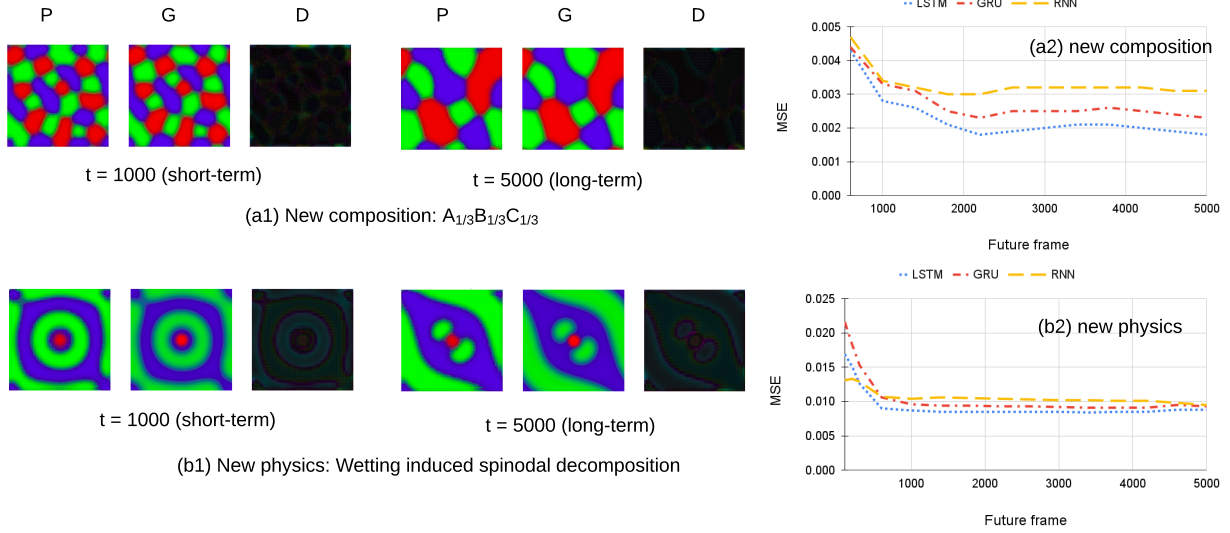 P G D P G D
t = 1000 (short-term)
t = 5000 (long-term)
(a1) New composition: A1/3B1/3C1/3
LSTM GRU RNN
(a2) new composition
MSE
0.005
0.004
0.003
0.002
0.001
0.000
1000 2000 3000 4000 5000
Future frame
t = 1000 (short-term)
t = 5000 (long-term)
(b1) New physics: Wetting induced spinodal decomposition
LSTM GRU RNN
(b2) new physics
MSE
0.025
0.020
0.015
0.010
0.005
0.000
1000 2000 3000 4000 5000
Future frame